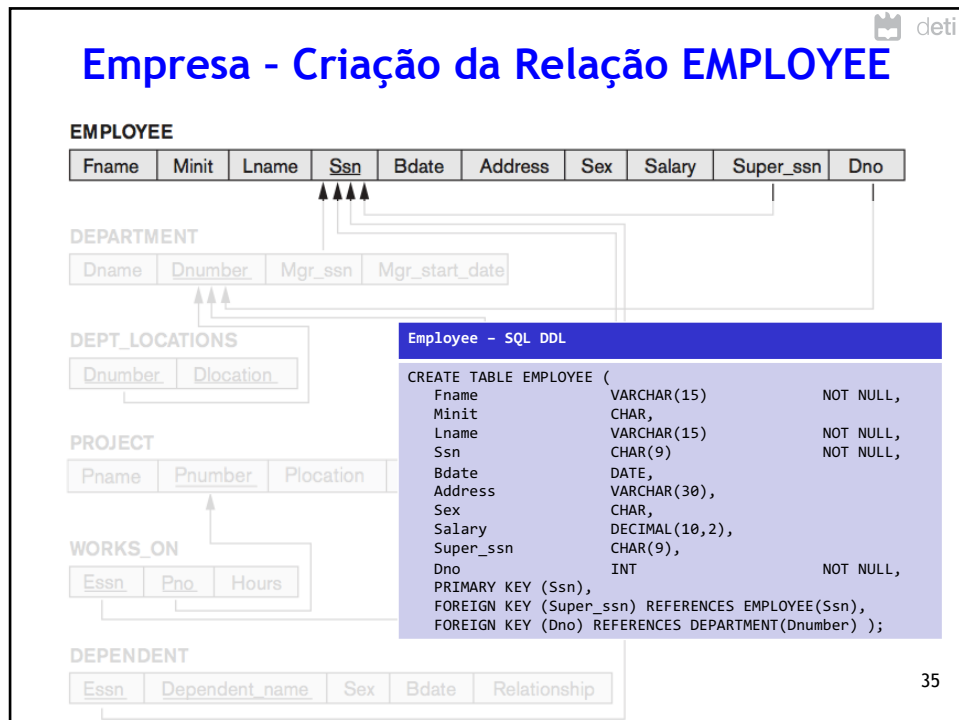 deti
Empresa – Criação da Relação EMPLOYEE
EMPLOYEE
Fname Minit Lname Ssn Bdate Address Sex Salary Super_ssn Dno
DEPARTMENT
Dname Dnumber Mgr_ssn Mgr_start_date
DEPT_LOCATIONS
Dnumber Dlocation
PROJECT
Pname Pnumber Plocation
WORKS_ON
Essn Pno Hours
DEPENDENT
Essn Dependent_name Sex Bdate Relationship
Employee – SQL DDL
CREATE TABLE EMPLOYEE (
Fname VARCHAR(15) NOT NULL,
Minit CHAR,
Lname VARCHAR(15) NOT NULL,
Ssn CHAR(9) NOT NULL,
Bdate DATE,
Address VARCHAR(30),
Sex CHAR,
Salary DECIMAL(10,2),
Super_ssn CHAR(9),
Dno INT NOT NULL,
PRIMARY KEY (Ssn),
FOREIGN KEY (Super_ssn) REFERENCES EMPLOYEE(Ssn),
FOREIGN KEY (Dno) REFERENCES DEPARTMENT(Dnumber) );
35